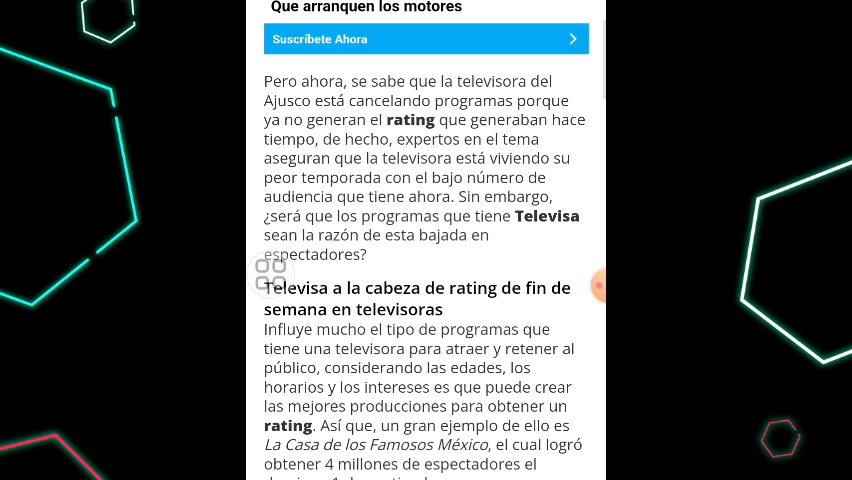 Que arranquen los motores
Suscríbete Ahora
Pero ahora, se sabe que la televisora del
Ajusco está cancelando programas porque
ya no generan el rating que generaban hace
tiempo, de hecho, expertos en el tema
aseguran que la televisora está viviendo su
peor temporada con el bajo número de
audiencia que tiene ahora. Sin embargo,
¿será que los programas que tiene Televisa
sean la razón de esta bajada en
espectadores?
Televisa a la cabeza de rating de fin de
semana en televisoras
Influye mucho el tipo de programas que
tiene una televisora para atraer y retener al
público, considerando las edades, los
horarios y los intereses es que puede crear
las mejores producciones para obtener un
rating. Así que, un gran ejemplo de ello es
La Casa de los Famosos México, el cual logró
obtener 4 millones de espectadores el